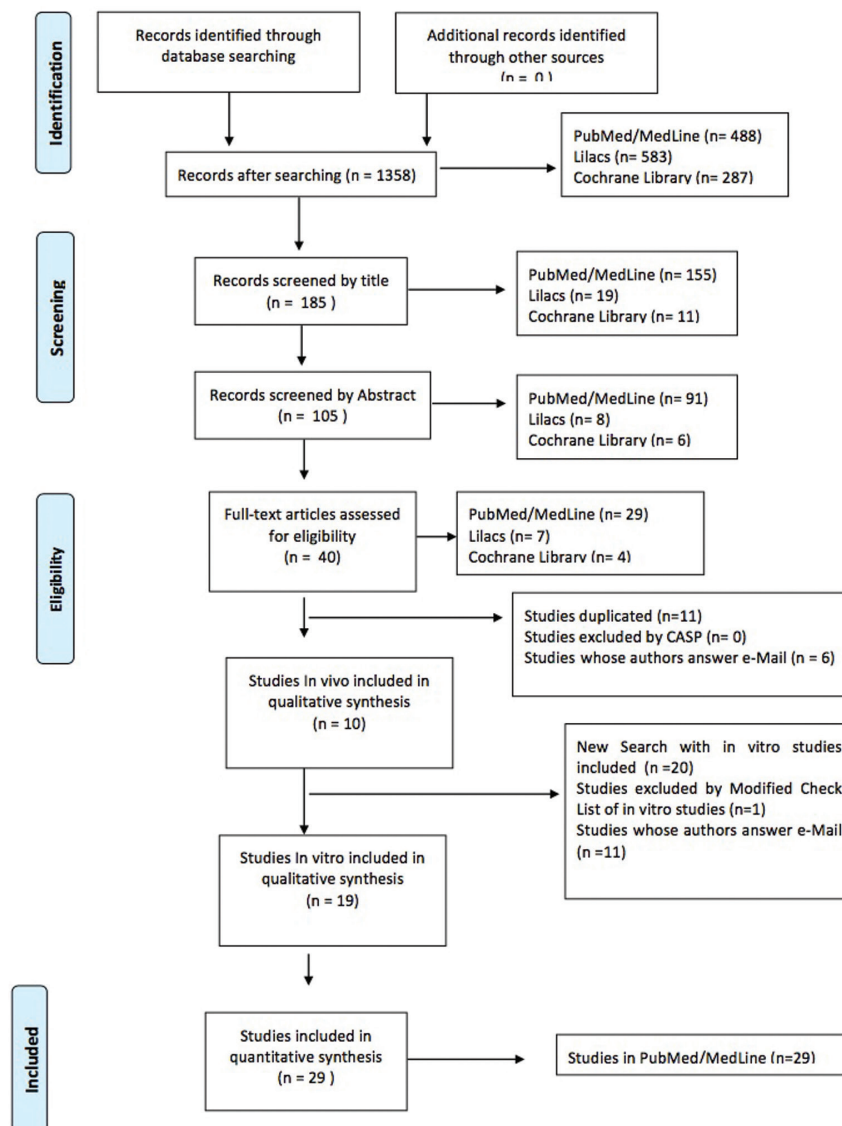 Identification
Records identified through
database searching
Additional records identified
through other sources
(n = 0)
Records after searching (n = 1358)
PubMed/MedLine (n= 488)
Lilacs (n= 583)
Cochrane Library (n= 287)
Screening
Records screened by title
(n = 185 )
PubMed/MedLine (n= 155)
Lilacs (n= 19)
Cochrane Library (n= 11)
Records screened by Abstract
(n = 105 )
PubMed/MedLine (n= 91)
Lilacs (n= 8)
Cochrane Library (n= 6)
Eligibility
Full-text articles assessed
for eligibility
(n = 40)
PubMed/MedLine (n= 29)
Lilacs (n= 7)
Cochrane Library (n= 4)
Studies duplicated (n=11)
Studies excluded by CASP (n= 0)
Studies whose authors answer e-Mail (n = 6)
Studies In vivo included in
qualitative synthesis
(n = 10)
New Search with in vitro studies
included (n =20)
Studies excluded by Modified Check
List of in vitro studies (n=1)
Studies whose authors answer e-Mail
(n =11)
Studies In vitro included in
qualitative synthesis
(n = 19)
Included
Studies included in
quantitative synthesis
(n = 29 )
Studies in PubMed/MedLine (n=29)